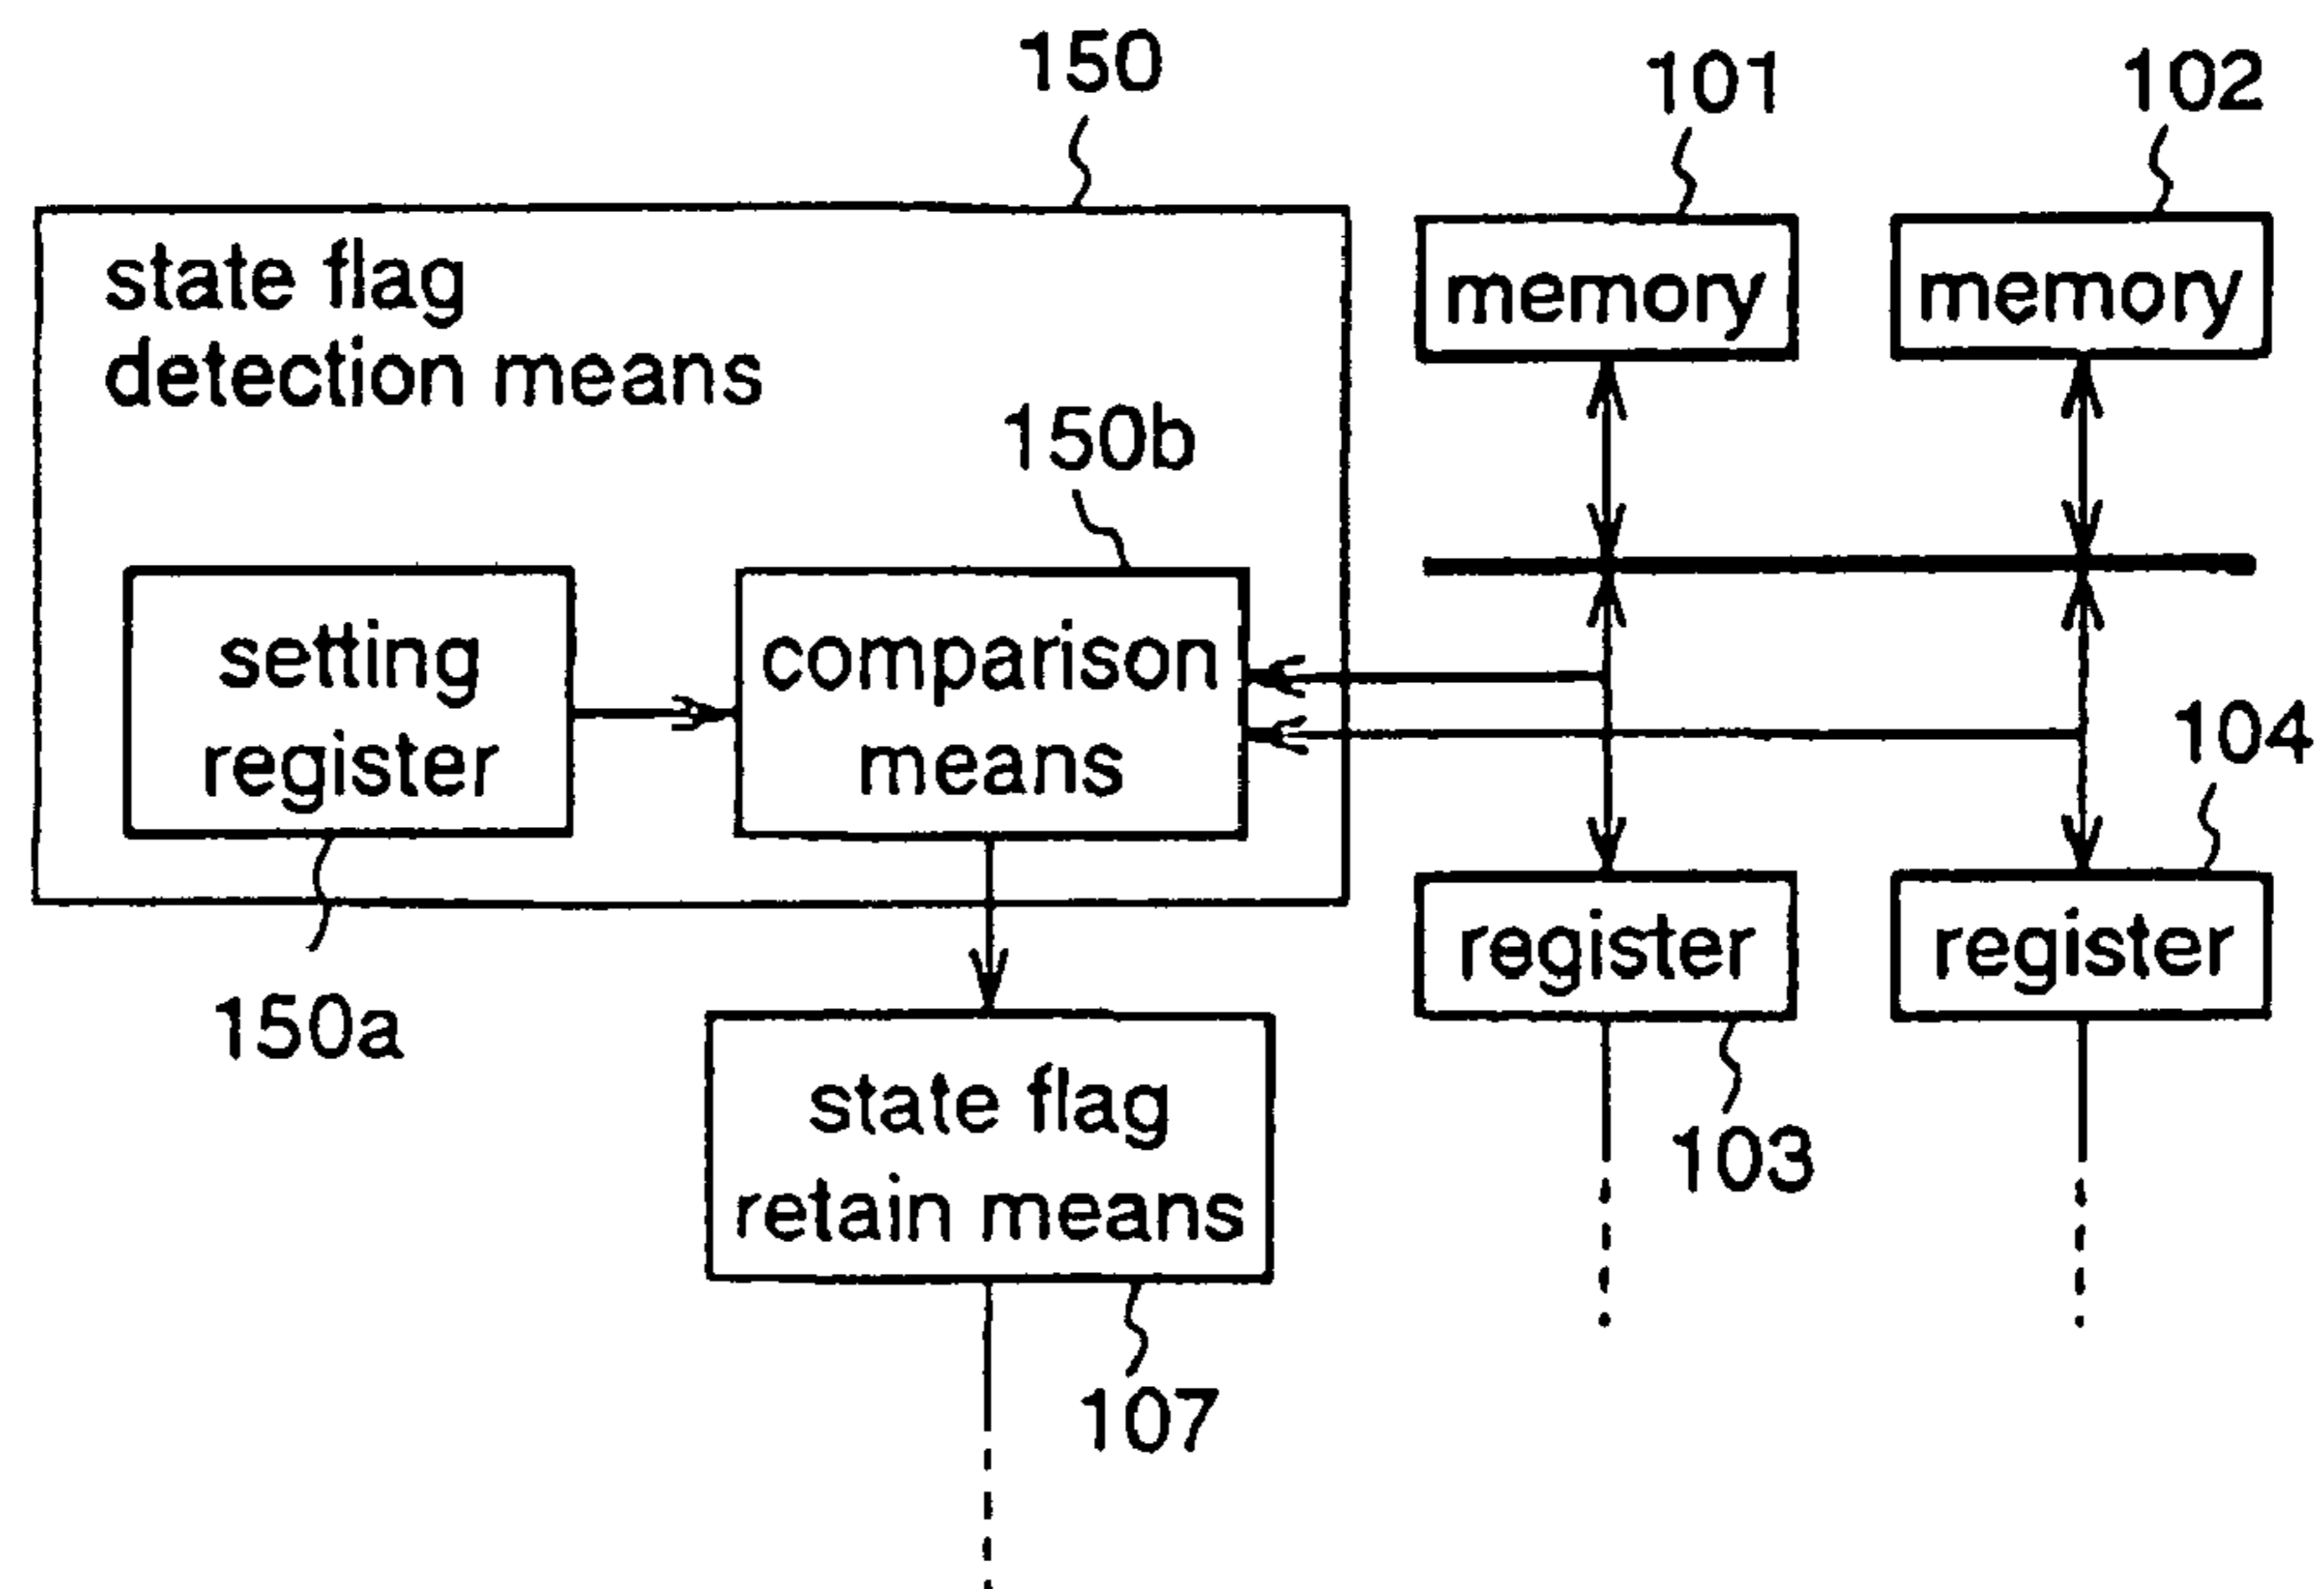 150
101
102
state flag
detection means
memory
memory
150b
setting
register
comparison
means
104
150a
register
register
state flag
retain means
103
107